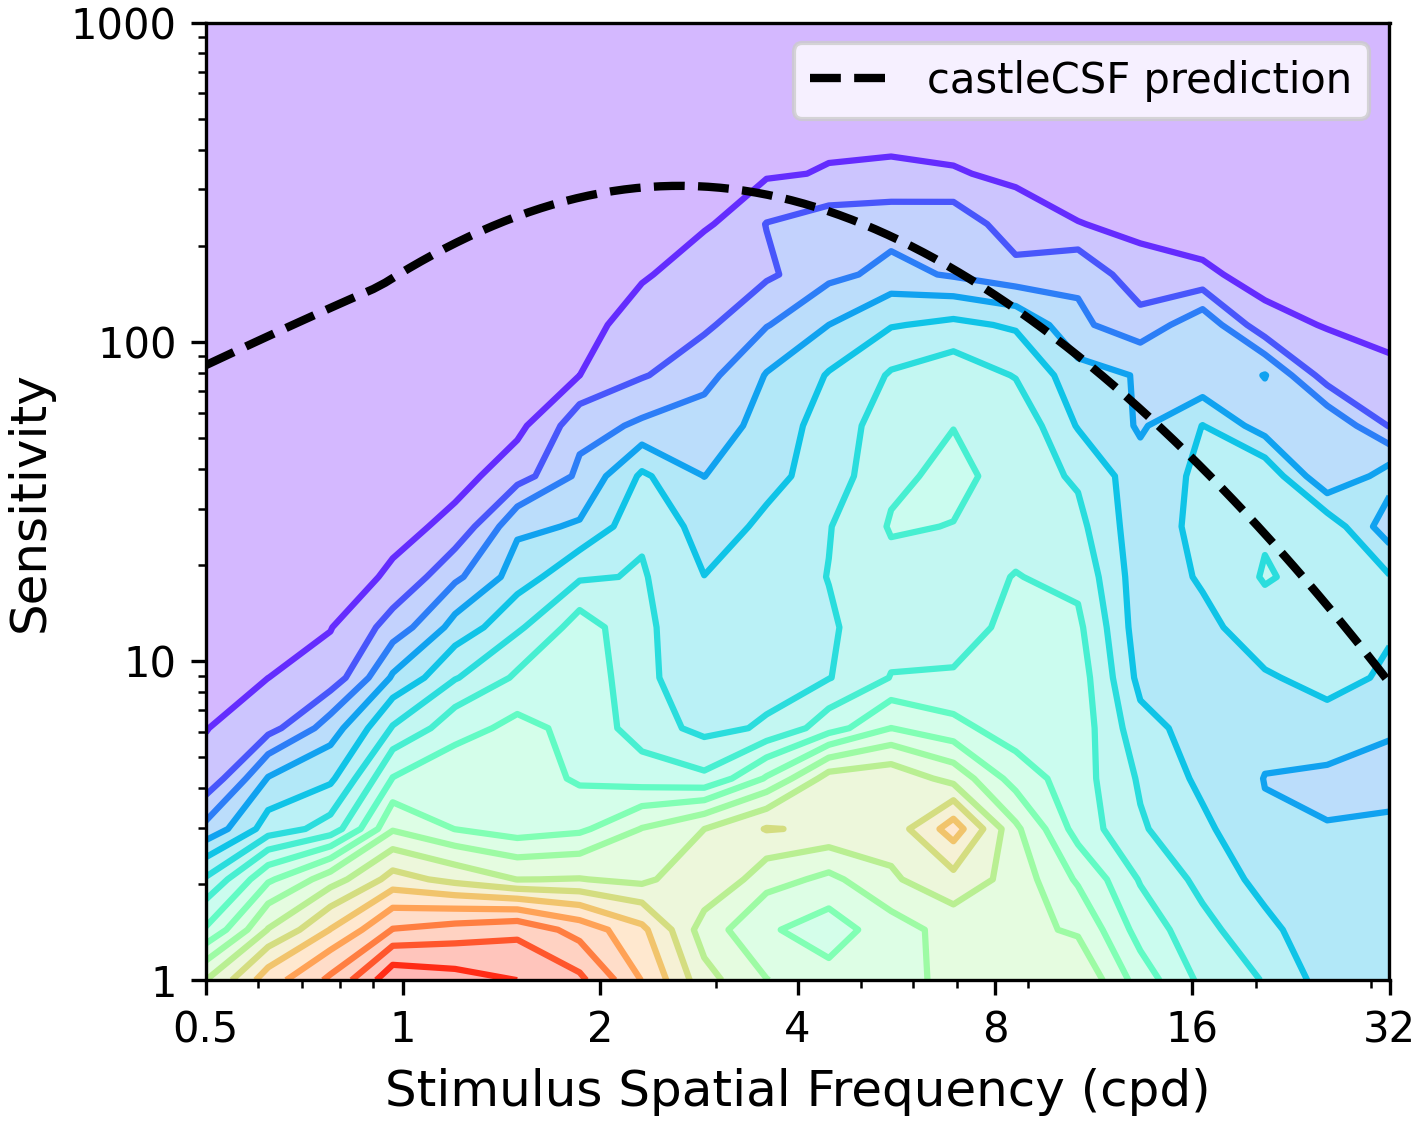 1000
castleCSF prediction
100
10
1
Sensitivity
0.5 1 2 4 8 16 32
Stimulus Spatial Frequency (cpd)